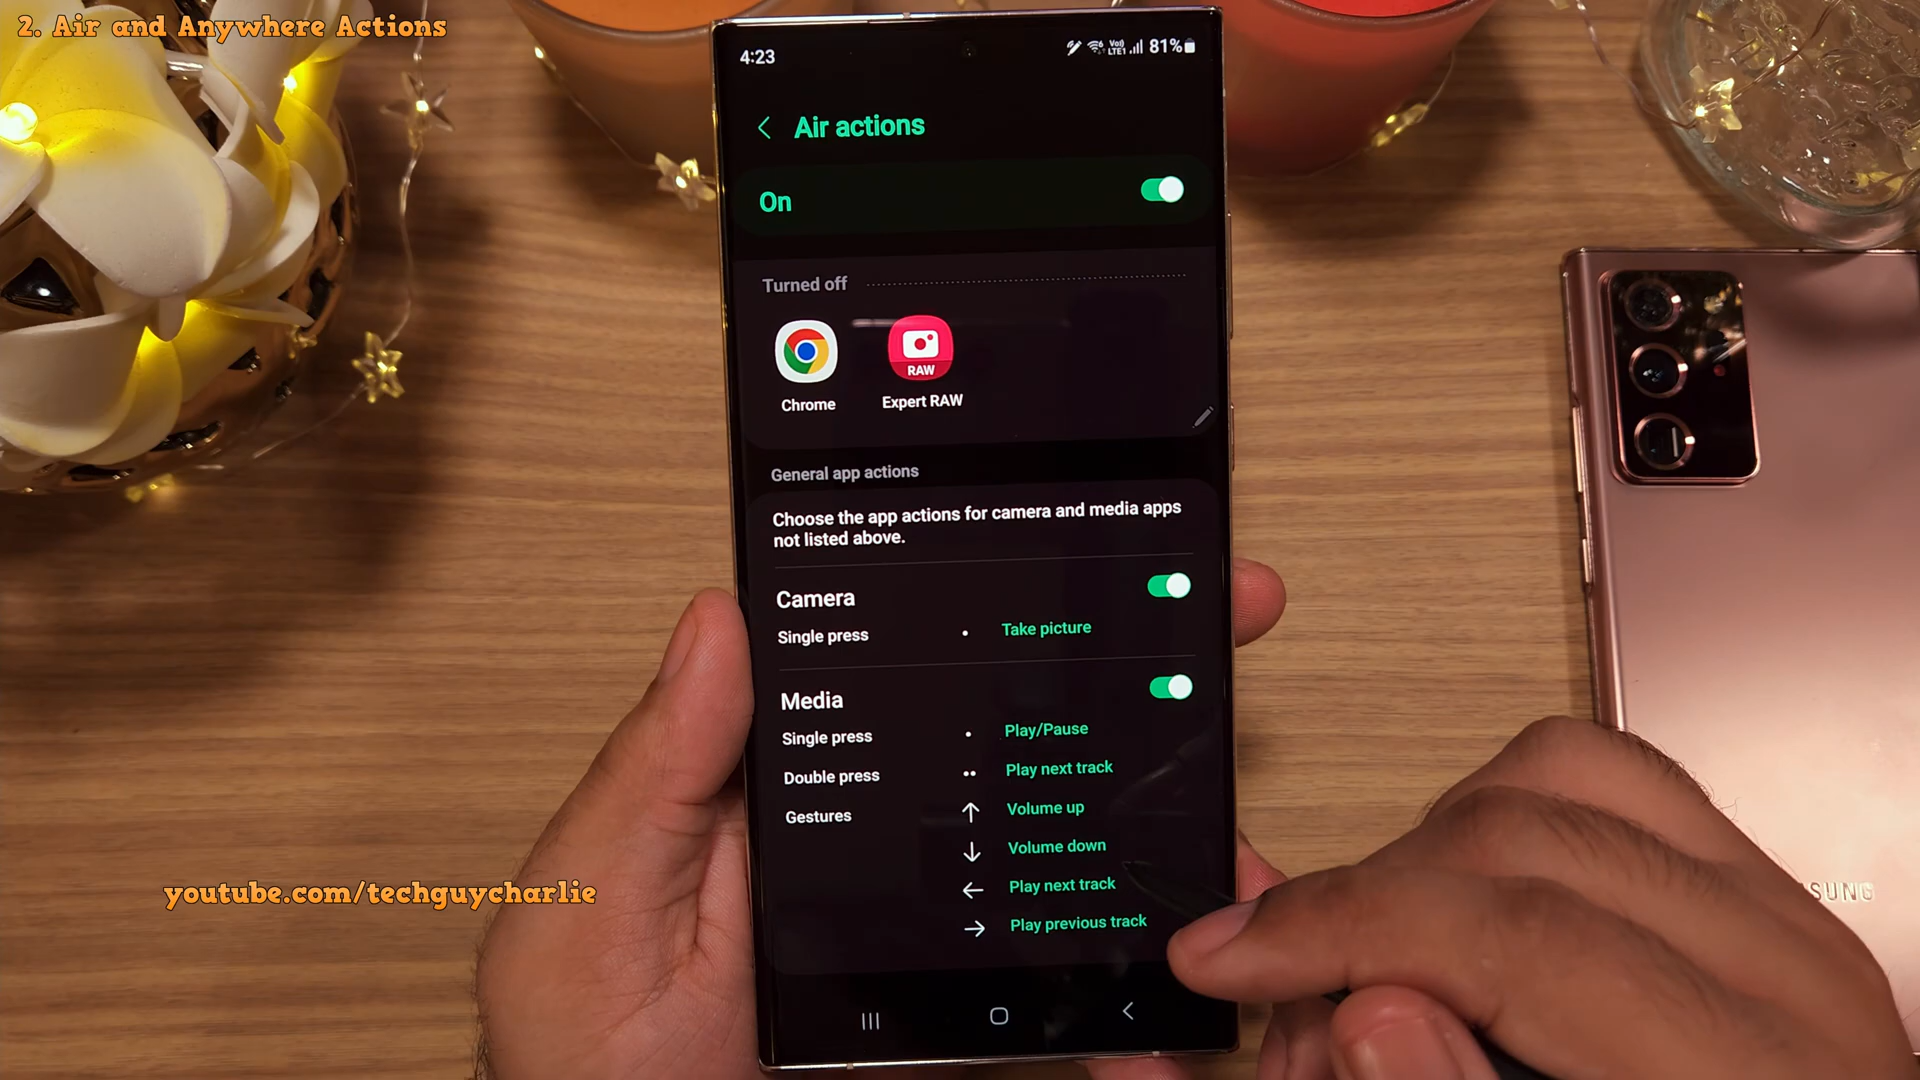 2. Air and Anywhere Actions
4:23
81%
Air actions
On
Turned off
RAW
Chrome
Expert RAW
General app actions
Choose the app actions for camera and media apps
not listed above.
Camera
Single press
Take picture
Media
Single press
Play/Pause
Double press
Play next track
Gestures
Volume up
Volume down
Play next track
Play previous track
youtube.com/techguycharlie
SUNG